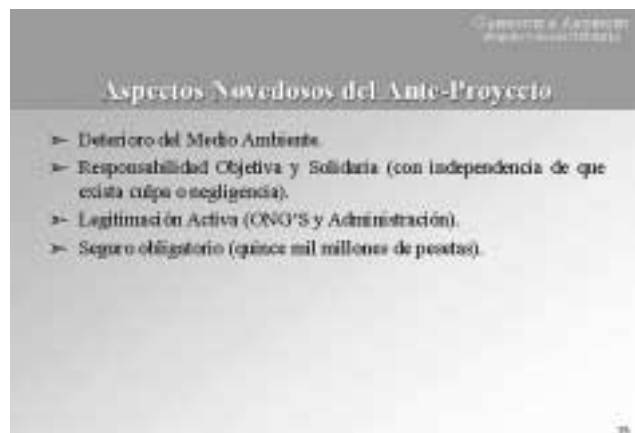 Aspectos Novedosos del Ante-Proyecto
➢ Deterioro del Medio Ambiente.
➢ Responsabilidad Objetiva y Solidaria (con independencia de que
exista culpa o negligencia).
➢ Legitimación Activa (ONG'S y Administración).
➢ Seguro obligatorio (quince mil millones de pesetas).